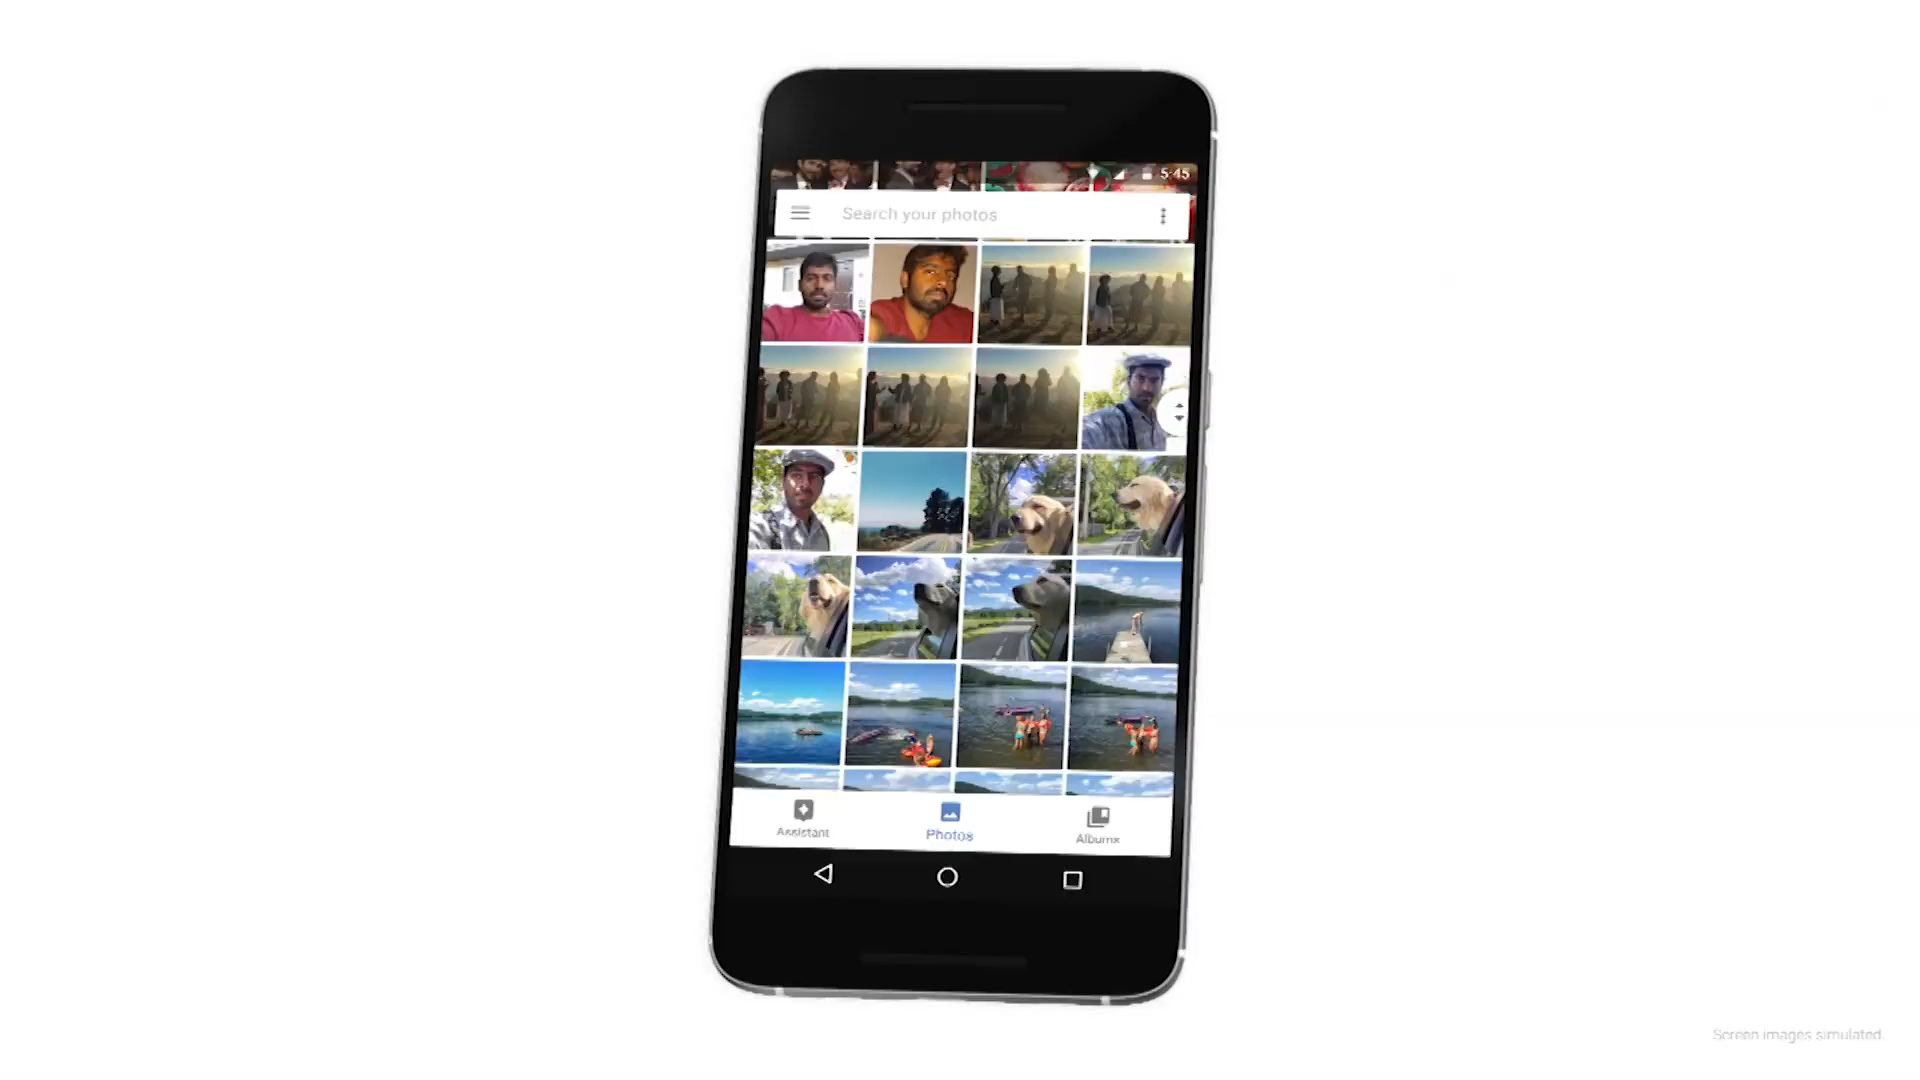 5:45
Search your photos
Assistant
Photos
Albums
Screen images simulated.